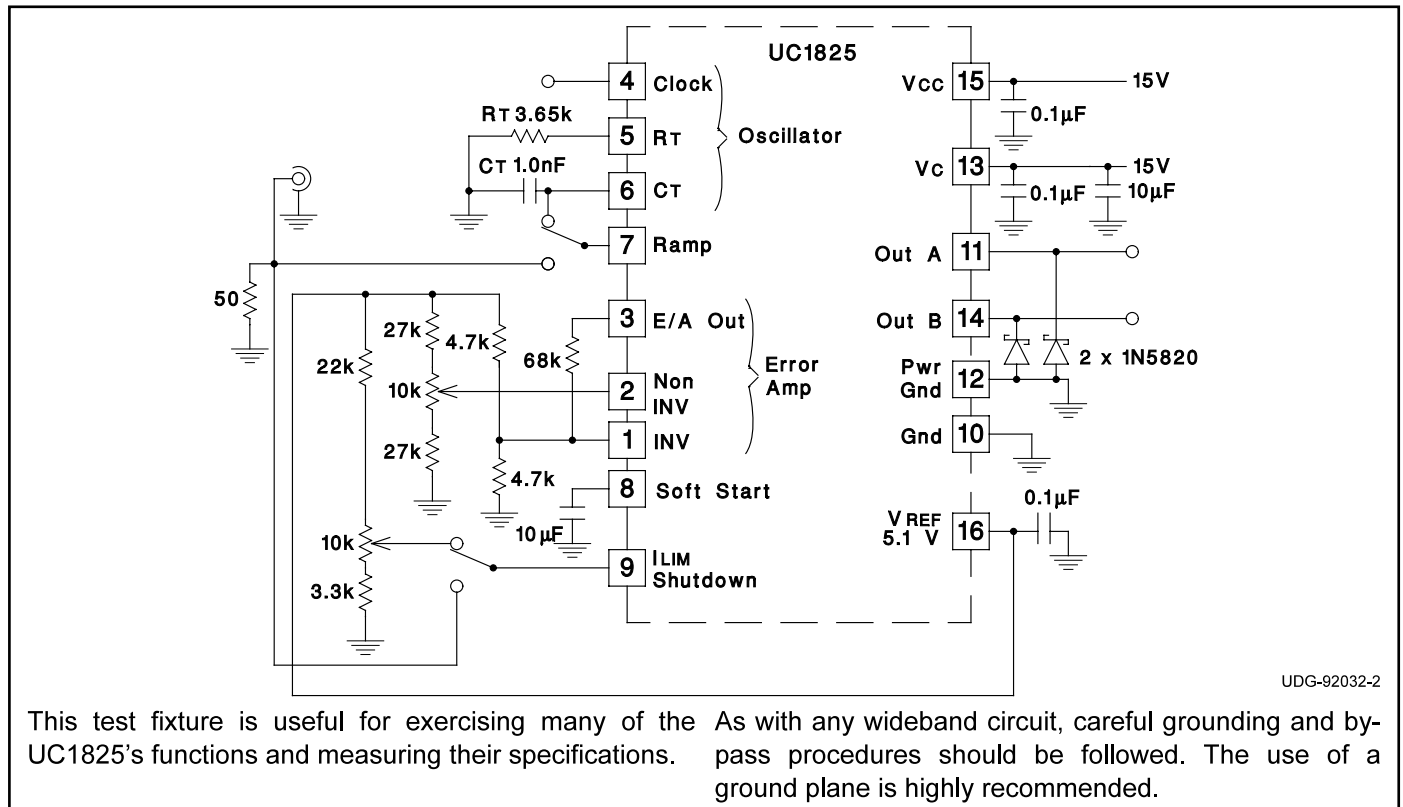 UC1825
4 Clock
RT 3.65k
5 RT
Oscillator
CT 1.0nF
6 CT
7 Ramp
50
3 E/A Out
27k
4.7k
68k
22k
Error
Amp
10k
2 Non
INV
27k
1 INV
4.7k
8 Soft Start
10µF
10k
9 ILIM
Shutdown
3.3k
VCC 15
15V
0.1µF
VC 13
15V
0.1µF
10µF
Out A 11
Out B 14
2 x 1N5820
Pwr
Gnd 12
Gnd 10
0.1µF
VREF
5.1 V 16
UDG-92032-2
This test fixture is useful for exercising many of the
UC1825's functions and measuring their specifications.
As with any wideband circuit, careful grounding and by-
pass procedures should be followed. The use of a
ground plane is highly recommended.